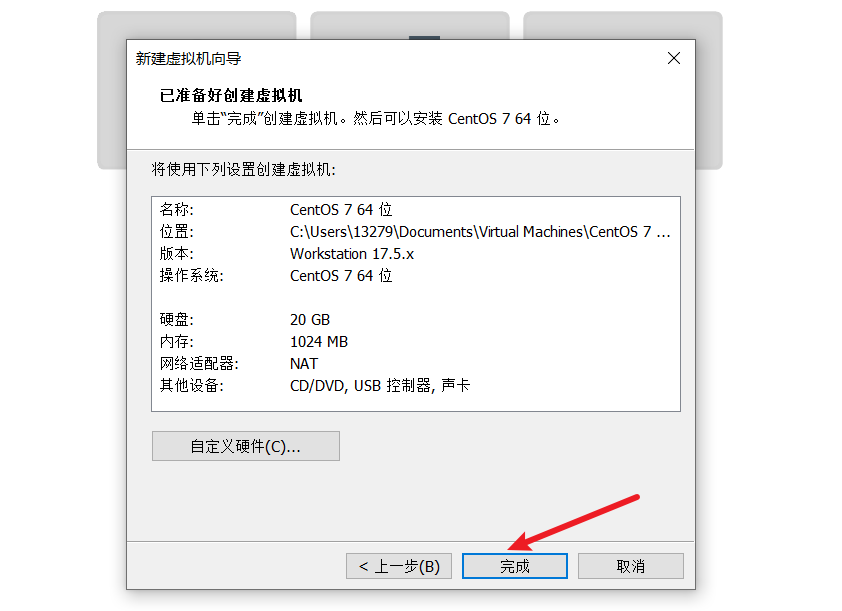 新建虚拟机向导
已准备好创建虚拟机
单击“完成”创建虚拟机。然后可以安装 CentOS 7 64 位。
将使用下列设置创建虚拟机:
名称: CentOS 7 64 位
位置: C:\Users\13279\Documents\Virtual Machines\CentOS 7 ...
版本: Workstation 17.5.x
操作系统: CentOS 7 64 位
硬盘: 20 GB
内存: 1024 MB
网络适配器: NAT
其他设备: CD/DVD, USB 控制器, 声卡
自定义硬件(C)...
< 上一步(B) 完成 取消